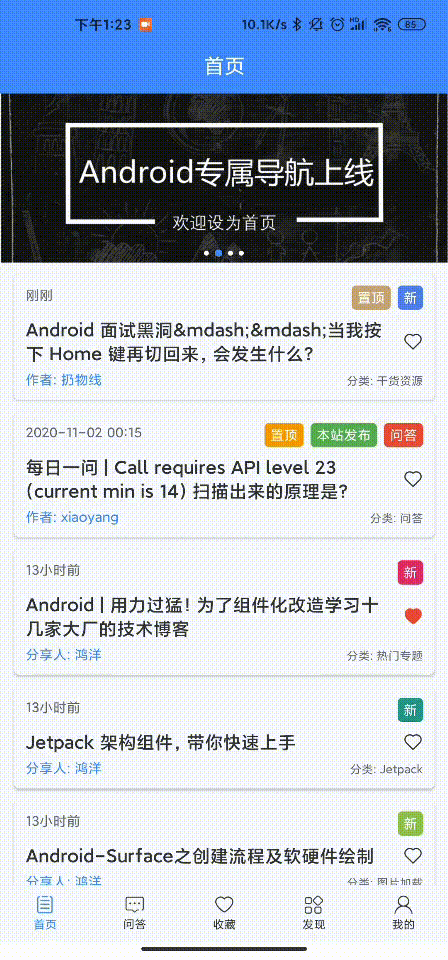 下午1:23
10.1K/s
HD
85
首页
Android专属导航上线
欢迎设为首页
刚刚
置顶 新
Android 面试黑洞&mdash;&mdash;当我按
下 Home 键再切回来，会发生什么？
作者: 扔物线
分类: 干货资源
2020-11-02 00:15
置顶 本站发布 问答
每日一问 | Call requires API level 23
(current min is 14) 扫描出来的原理是?
作者: xiaoyang
分类: 问答
13小时前
新
Android | 用力过猛！为了组件化改造学习十
几家大厂的技术博客
分享人: 鸿洋
分类: 热门专题
13小时前
新
Jetpack 架构组件，带你快速上手
分享人: 鸿洋
分类: Jetpack
13小时前
新
Android-Surface之创建流程及软硬件绘制
分享人: 鸿洋
分类: 图片加载
首页 问答 收藏 发现 我的